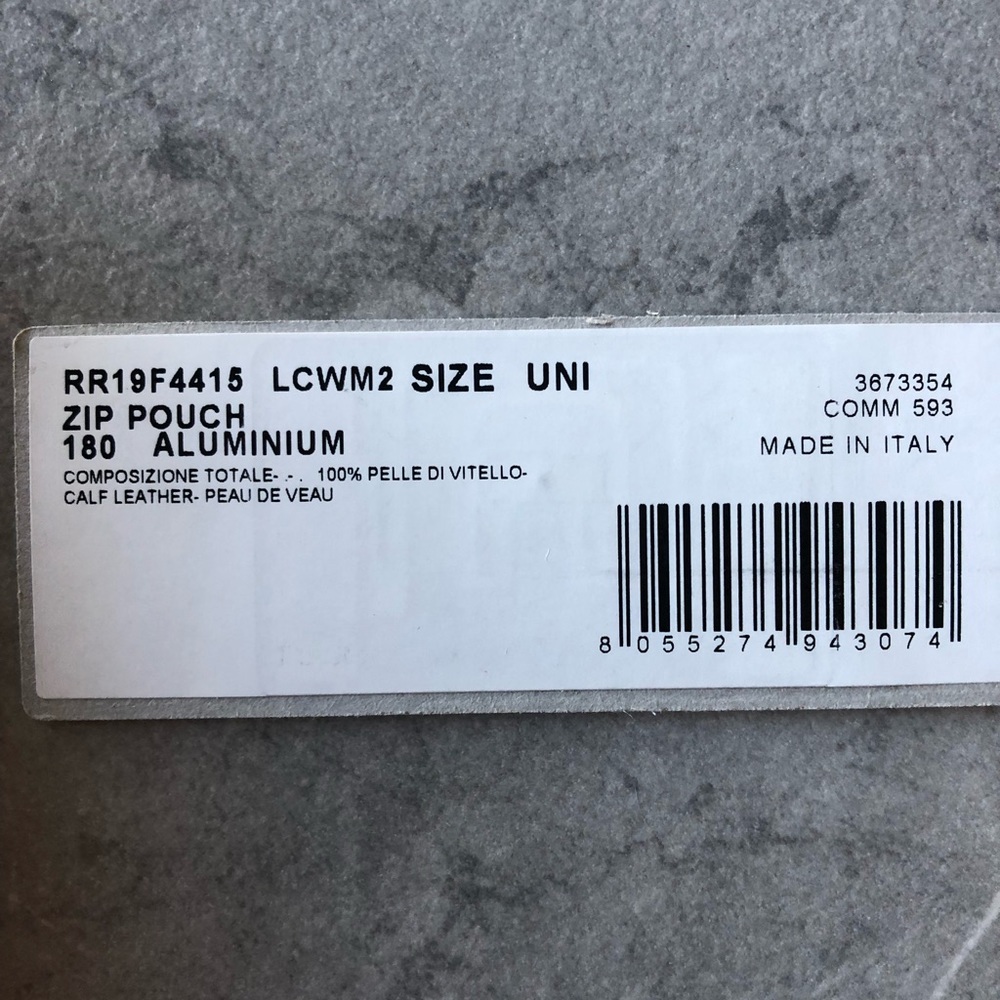 RR19F4415 LCWM2 SIZE UNI
ZIP POUCH
180 ALUMINIUM
COMPOSIZIONE TOTALE- .- . 100% PELLE DI VITELLO-
CALF LEATHER- PEAU DE VEAU
3673354
COMM 593
MADE IN ITALY
8 055274 943074